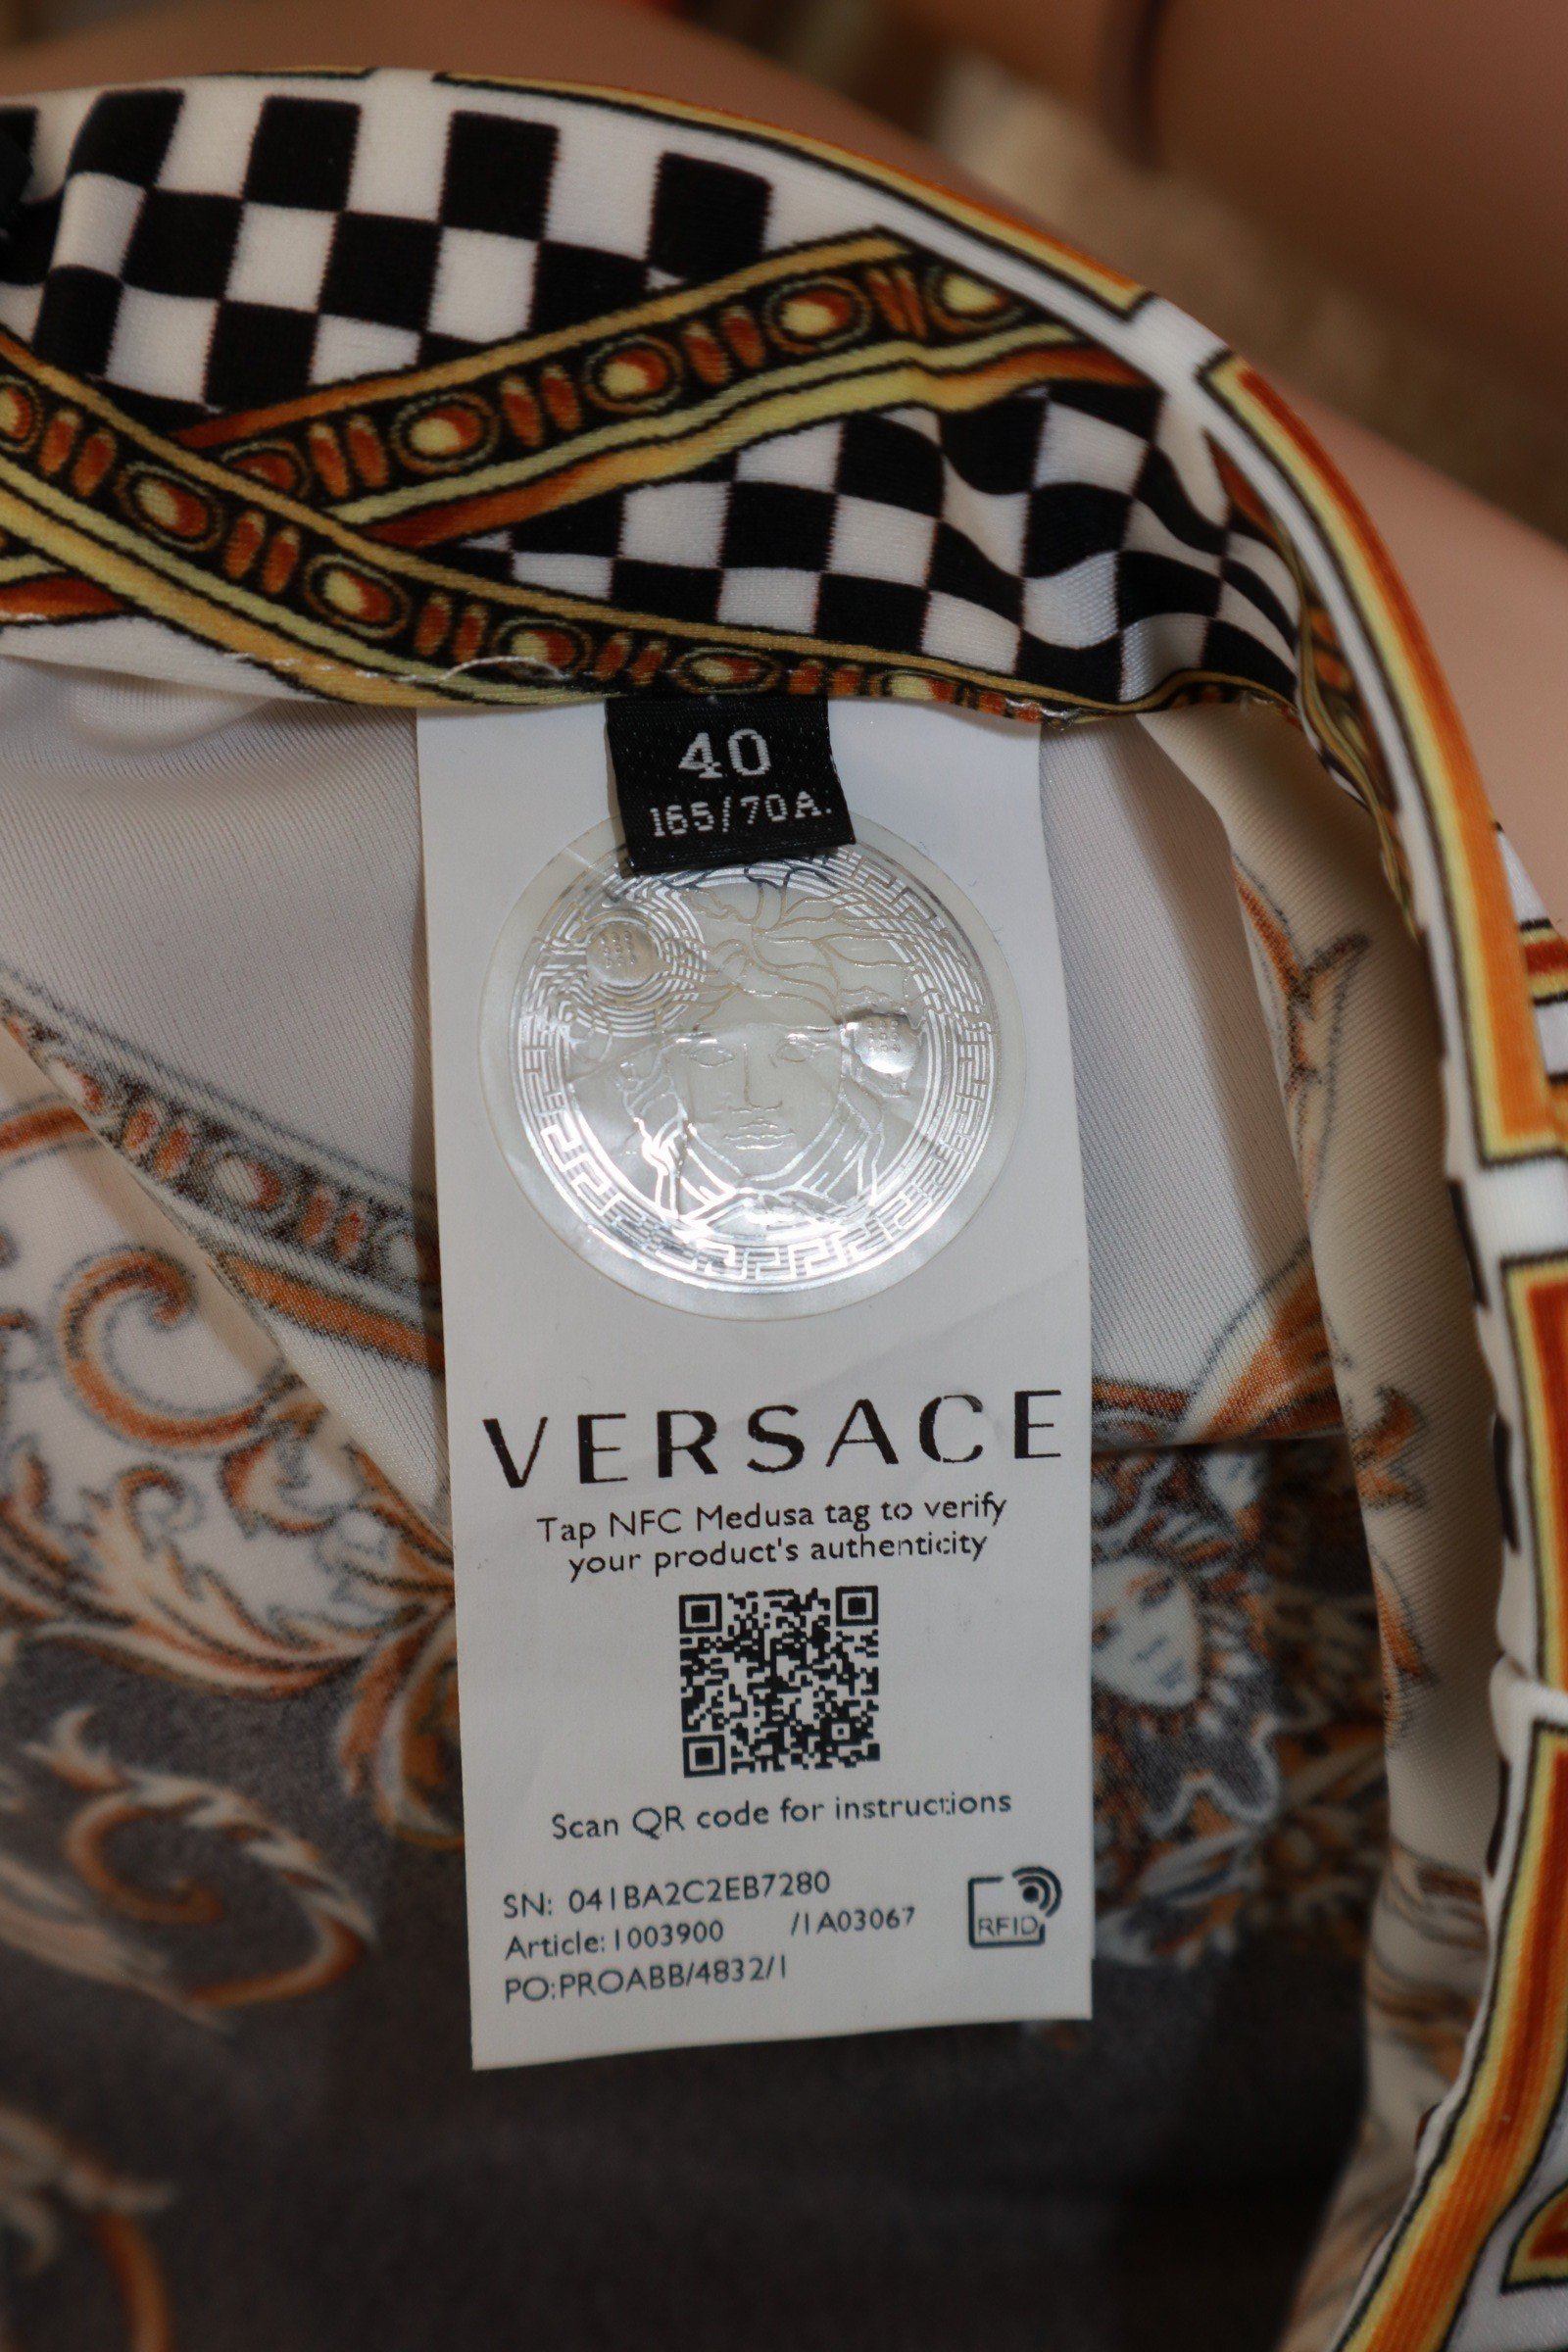 40
165/70A.
VERSACE
Tap NFC Medusa tag to verify
your product's authenticity
Scan QR code for instructions
SN: 041BA2C2EB7280
Article:1003900 /1A03067
PO:PROABB/4832/1
RFID